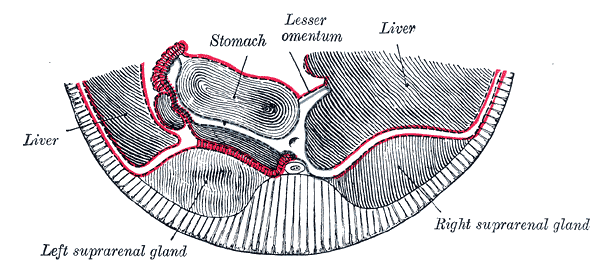 Lesser
omentum
Stomach
Liver
Liver
Right suprarenal gland
Left suprarenal gland